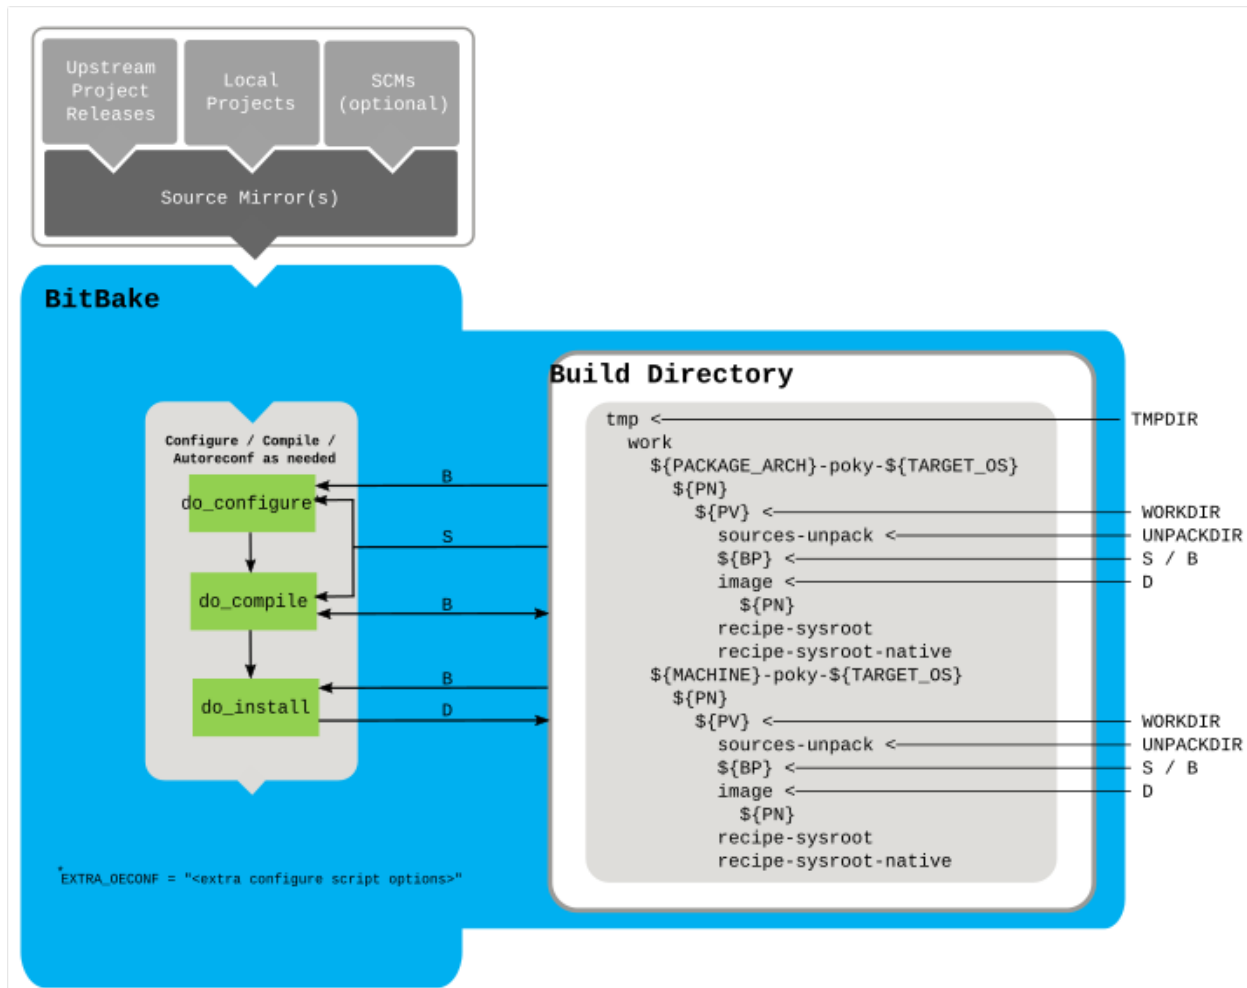 Upstream
Project
Releases
Local
Projects
SCMs
(optional)
Source Mirror(s)
BitBake
Configure / Compile /
Autoreconf as needed
do_configure*
do_compile
do_install
B
S
B
B
D
*EXTRA_OECONF = "<extra configure script options>"
Build Directory
tmp < TMPDIR
work
${PACKAGE_ARCH}-poky-${TARGET_OS}
${PN}
${PV} < WORKDIR
sources-unpack < UNPACKDIR
${BP} < S / B
image < D
${PN}
recipe-sysroot
recipe-sysroot-native
${MACHINE}-poky-${TARGET_OS}
${PN}
${PV} < WORKDIR
sources-unpack < UNPACKDIR
${BP} < S / B
image < D
${PN}
recipe-sysroot
recipe-sysroot-native